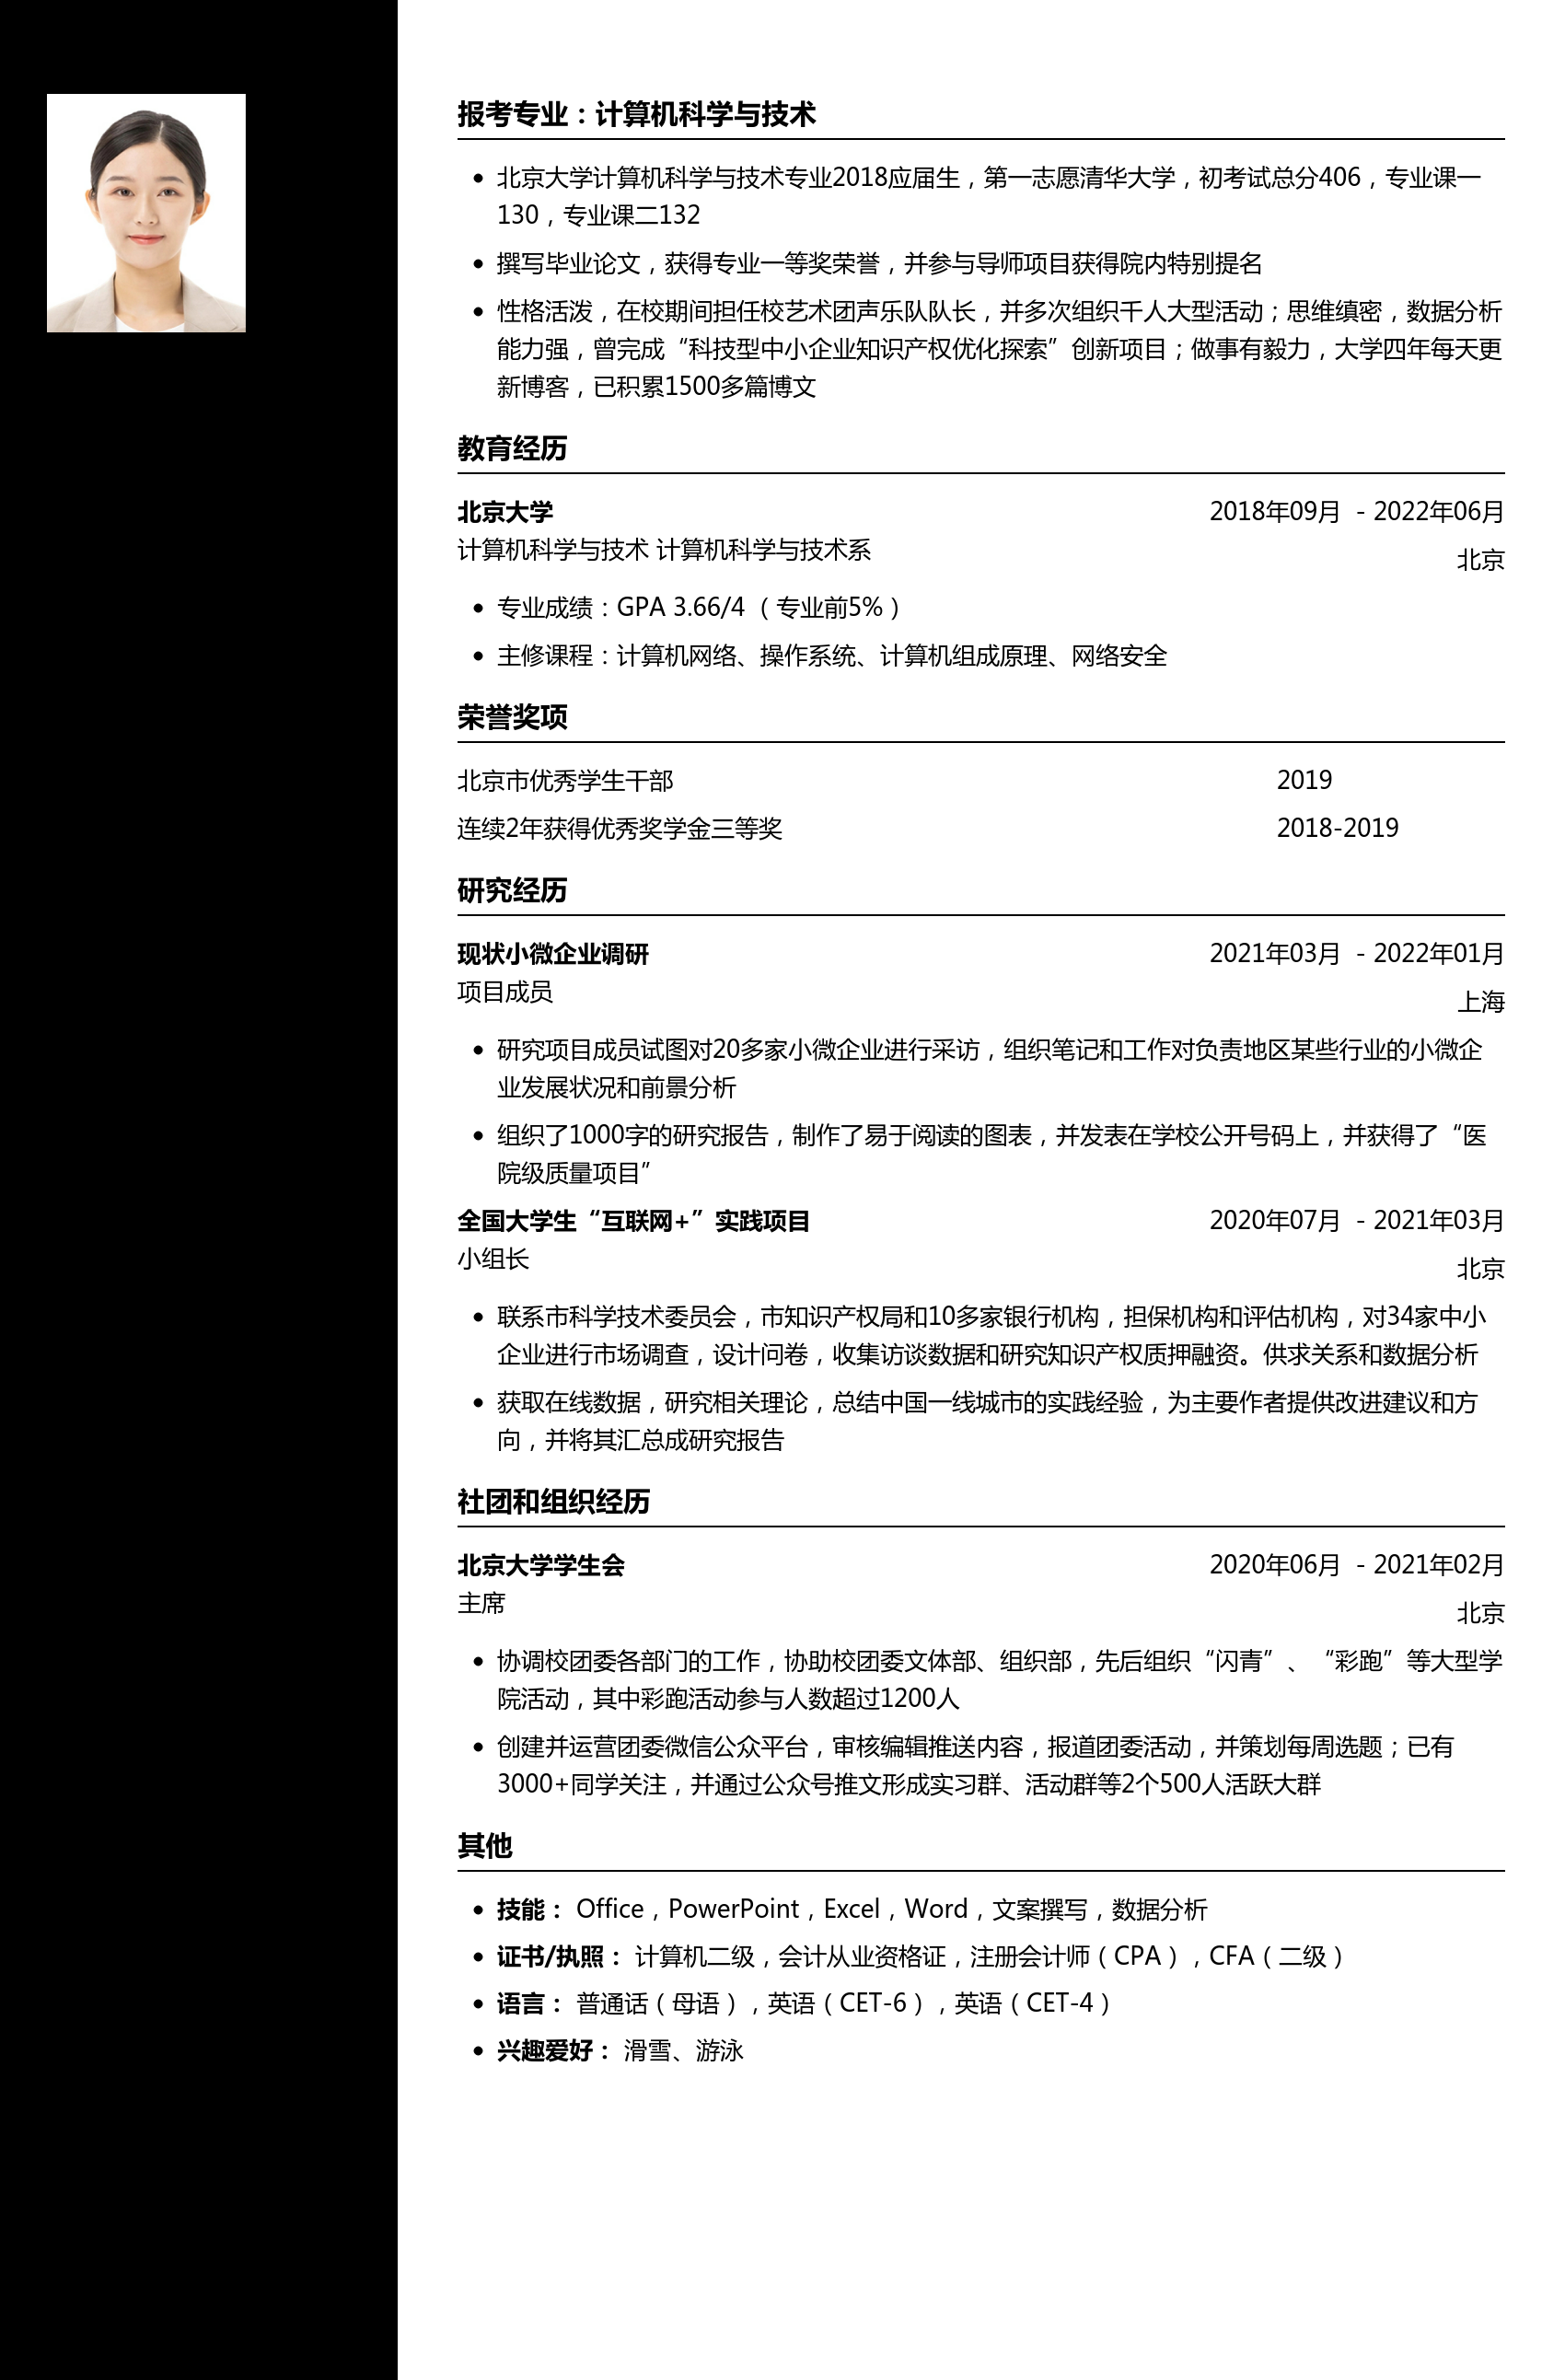 报考专业：计算机科学与技术
北京大学计算机科学与技术专业2018应届生，第一志愿清华大学，初考试总分406，专业课一
130，专业课二132
撰写毕业论文，获得专业一等奖荣誉，并参与导师项目获得院内特别提名
性格活泼，在校期间担任校艺术团声乐队队长，并多次组织千人大型活动；思维缜密，数据分析
能力强，曾完成“科技型中小企业知识产权优化探索”创新项目；做事有毅力，大学四年每天更
新博客，已积累1500多篇博文
教育经历
北京大学 2018年09月 - 2022年06月
计算机科学与技术 计算机科学与技术系
北京
专业成绩：GPA 3.66/4 （专业前5%）
主修课程：计算机网络、操作系统、计算机组成原理、网络安全
荣誉奖项
北京市优秀学生干部 2019
连续2年获得优秀奖学金三等奖 2018-2019
研究经历
现状小微企业调研 2021年03月 - 2022年01月
项目成员
上海
研究项目成员试图对20多家小微企业进行采访，组织笔记和工作对负责地区某些行业的小微企
业发展状况和前景分析
组织了1000字的研究报告，制作了易于阅读的图表，并发表在学校公开号码上，并获得了“医
院级质量项目”
全国大学生“互联网+”实践项目 2020年07月 - 2021年03月
小组长
北京
联系市科学技术委员会，市知识产权局和10多家银行机构，担保机构和评估机构，对34家中小
企业进行市场调查，设计问卷，收集访谈数据和研究知识产权质押融资。供求关系和数据分析
获取在线数据，研究相关理论，总结中国一线城市的实践经验，为主要作者提供改进建议和方
向，并将其汇总成研究报告
社团和组织经历
北京大学学生会 2020年06月 - 2021年02月
主席
北京
协调校团委各部门的工作，协助校团委文体部、组织部，先后组织“闪青”、“彩跑”等大型学
院活动，其中彩跑活动参与人数超过1200人
创建并运营团委微信公众平台，审核编辑推送内容，报道团委活动，并策划每周选题；已有
3000+同学关注，并通过公众号推文形成实习群、活动群等2个500人活跃大群
其他
技能： Office，PowerPoint，Excel，Word，文案撰写，数据分析
证书/执照： 计算机二级，会计从业资格证，注册会计师（CPA），CFA（二级）
语言： 普通话（母语），英语（CET-6），英语（CET-4）
兴趣爱好： 滑雪、游泳